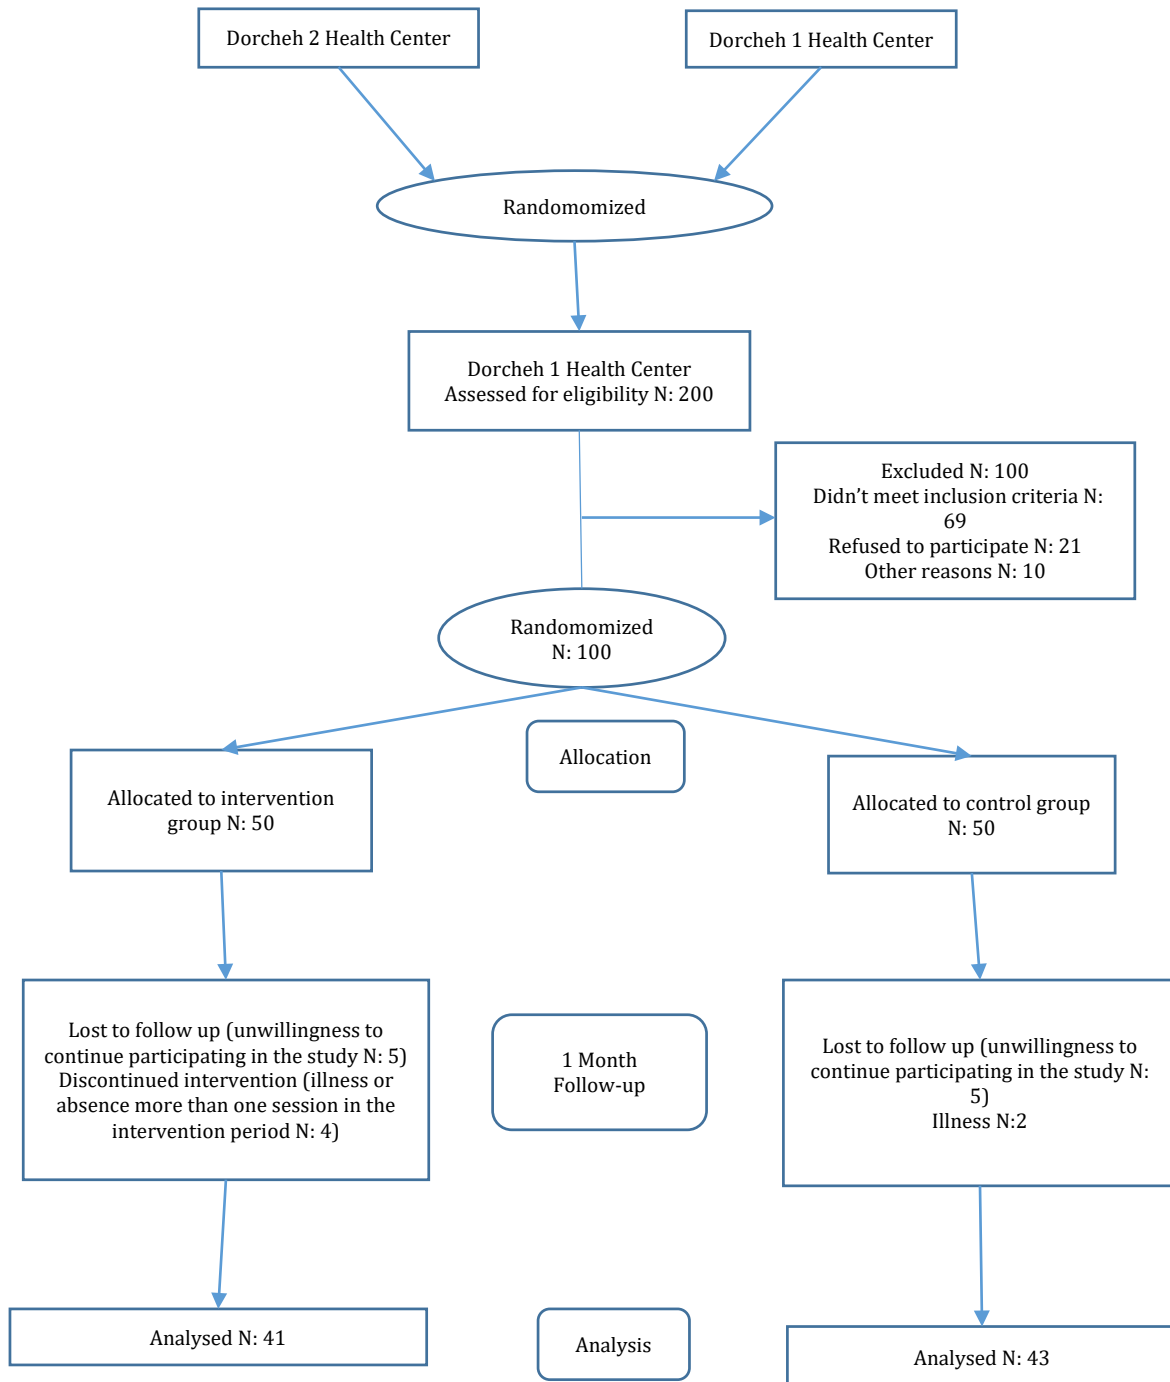 Dorcheh 2 Health Center
Dorcheh 1 Health Center
Randomomized
Dorcheh 1 Health Center
Assessed for eligibility N: 200
Excluded N: 100
Didn’t meet inclusion criteria N:
69
Refused to participate N: 21
Other reasons N: 10
Randomomized
N: 100
Allocation
Allocated to intervention
group N: 50
Allocated to control group
N: 50
Lost to follow up (unwillingness to
continue participating in the study N: 5)
Discontinued intervention (illness or
absence more than one session in the
intervention period N: 4)
1 Month
Follow-up
Lost to follow up (unwillingness to
continue participating in the study N:
5)
Illness N:2
Analysed N: 41
Analysis
Analysed N: 43